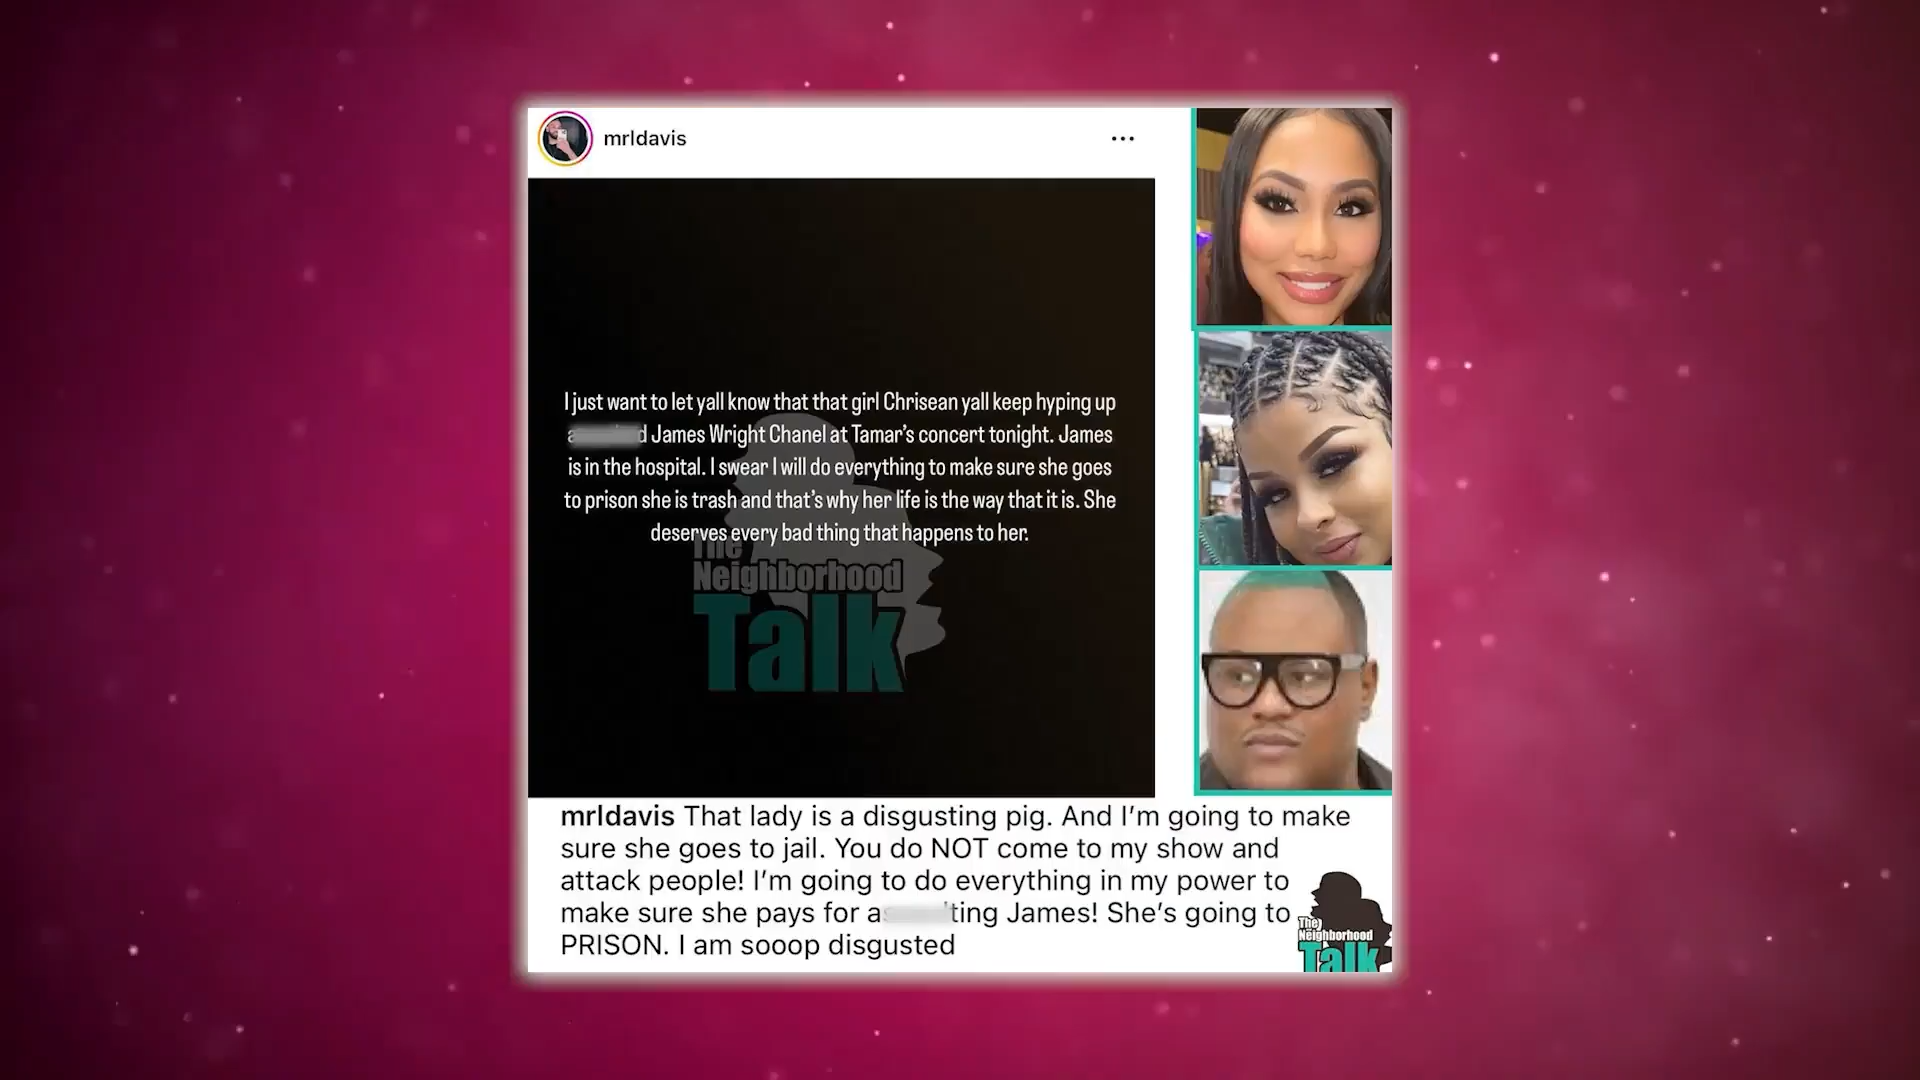 mrldavis
I just want to let yall know that that girl Chrisean yall keep hyping up
James Wright Chanel at Tamar's concert tonight. James
is in the hospital. I swear I will do everything to make sure she goes
to prison she is trash and that's why her life is the way that it is. She
deserves every bad thing that happens to her.
The
Neighborhood
Talk
mrldavis That lady is a disgusting pig. And I'm going to make
sure she goes to jail. You do NOT come to my show and
attack people! I'm going to do everything in my power to
make sure she pays for James! She's going to
PRISON. I am sooop disgusted
The
Neighborhood
Talk